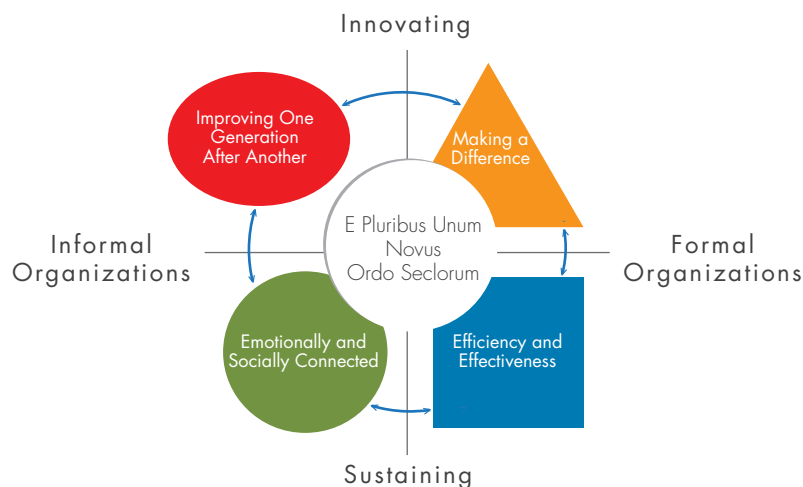 Innovating
Improving One
Generation
After Another
Making a
Difference
E Pluribus Unum
Novus
Ordo Seclorum
Informal
Organizations
Formal
Organizations
Emotionally and
Socially Connected
Efficiency and
Effectiveness
Sustaining